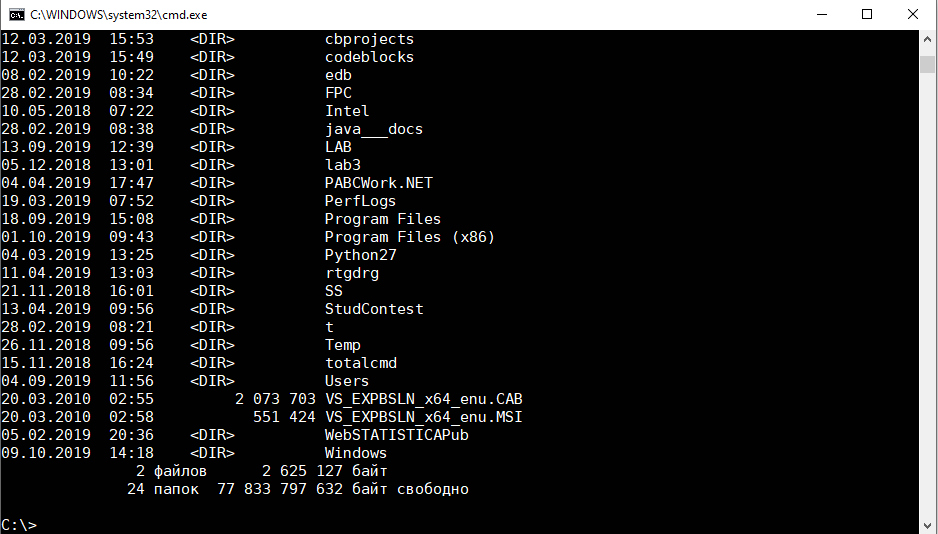 C:\WINDOWS\system32\cmd.exe
12.03.2019  15:53    <DIR>          cbprojects
12.03.2019  15:49    <DIR>          codeblocks
08.02.2019  10:22    <DIR>          edb
28.02.2019  08:34    <DIR>          FPC
10.05.2018  07:22    <DIR>          Intel
28.02.2019  08:38    <DIR>          java___docs
13.09.2019  12:39    <DIR>          LAB
05.12.2018  13:01    <DIR>          lab3
04.04.2019  17:47    <DIR>          PABCWork.NET
19.03.2019  07:52    <DIR>          PerfLogs
18.09.2019  15:08    <DIR>          Program Files
01.10.2019  09:43    <DIR>          Program Files (x86)
04.03.2019  13:25    <DIR>          Python27
11.04.2019  13:03    <DIR>          rtgdrg
21.11.2018  16:01    <DIR>          SS
13.04.2019  09:56    <DIR>          StudContest
28.02.2019  08:21    <DIR>          t
26.11.2018  09:56    <DIR>          Temp
15.11.2018  16:24    <DIR>          totalcmd
04.09.2019  11:56    <DIR>          Users
20.03.2010  02:55         2 073 703 VS_EXPBSLN_x64_enu.CAB
20.03.2010  02:58           551 424 VS_EXPBSLN_x64_enu.MSI
05.02.2019  20:36    <DIR>          WebSTATISTICAPub
09.10.2019  14:18    <DIR>          Windows
               2 файлов      2 625 127 байт
              24 папок  77 833 797 632 байт свободно
C:\>